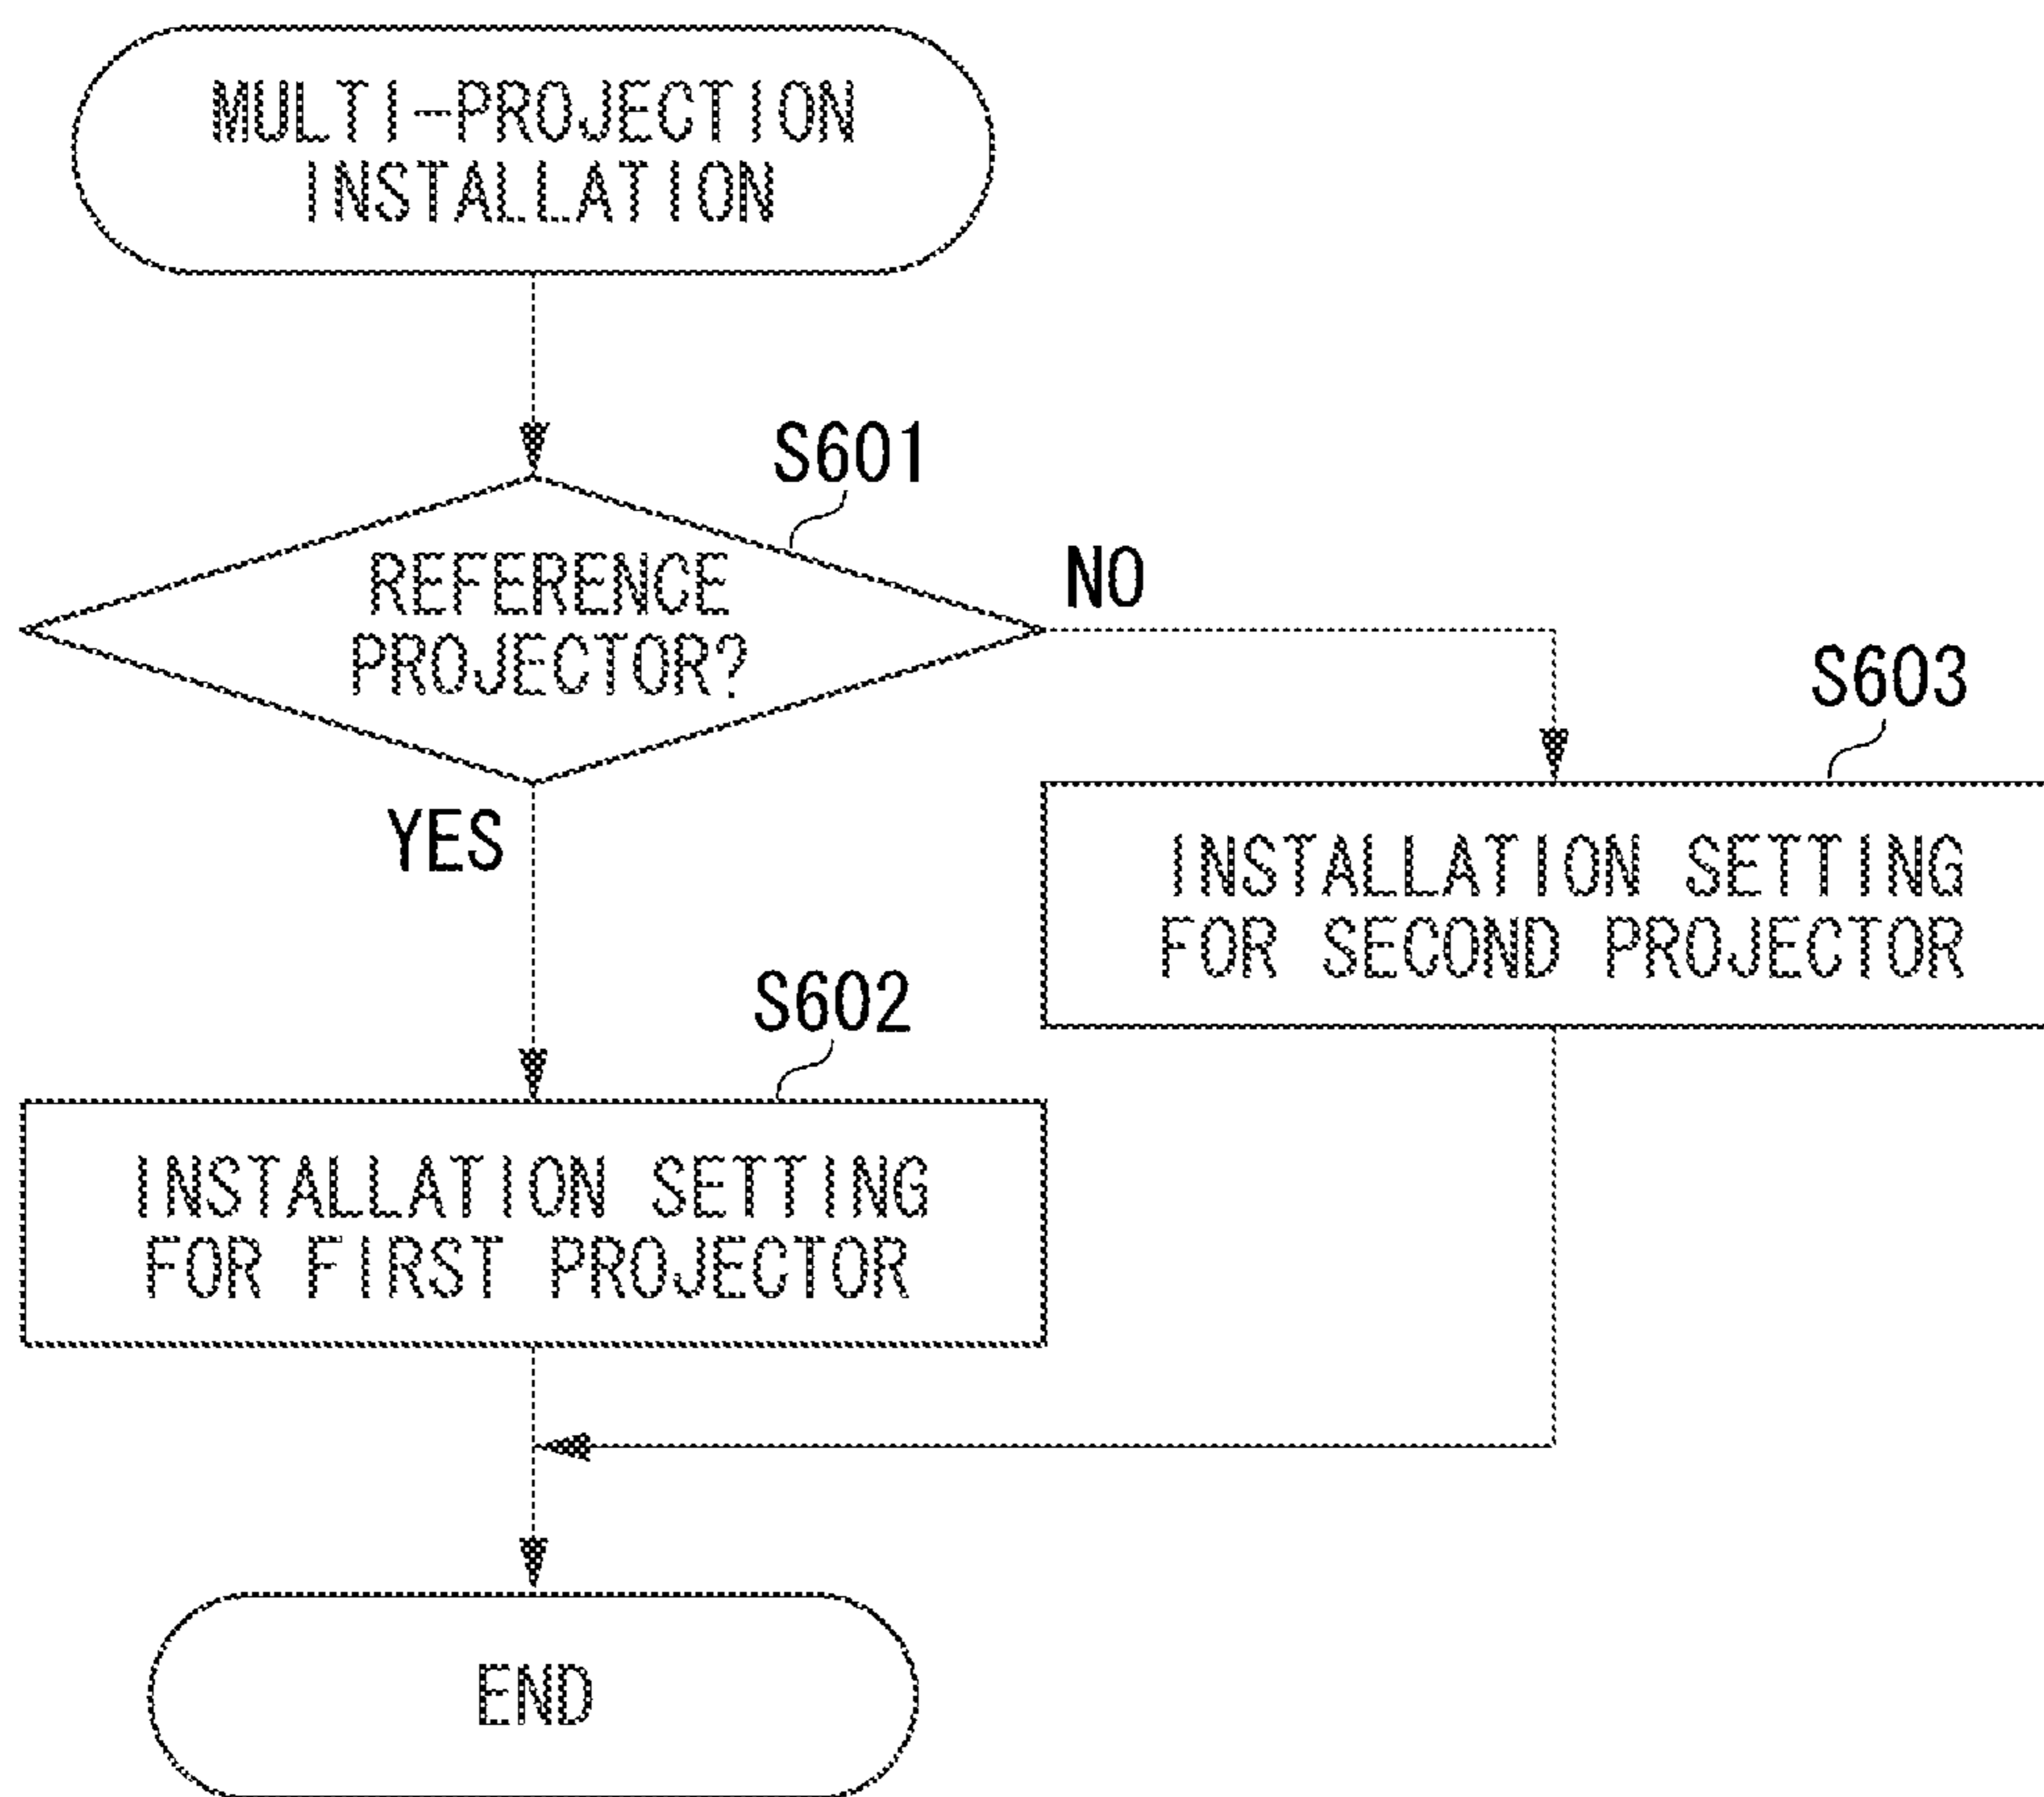 MULTI-PROJECTION
INSTALLATION
S601
REFERENCE
PROJECTOR?
NO
YES
S603
INSTALLATION SETTING
FOR SECOND PROJECTOR
S602
INSTALLATION SETTING
FOR FIRST PROJECTOR
END